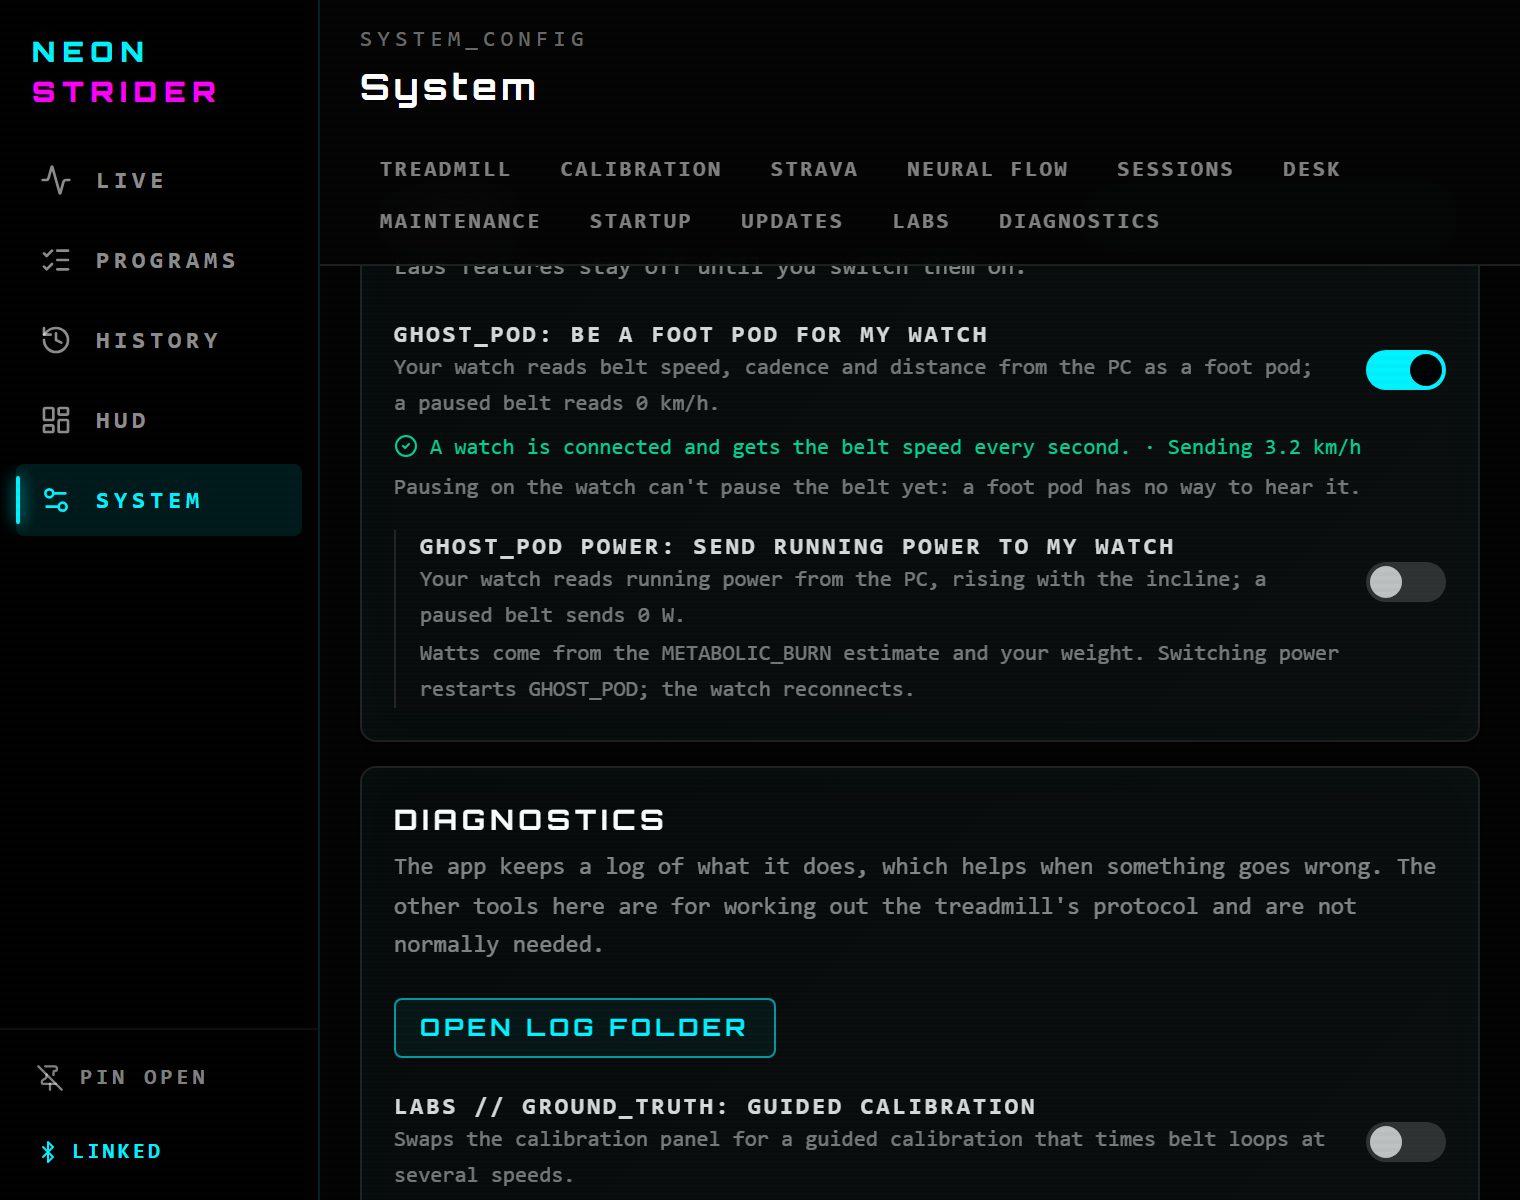 NEON
STRIDER
LIVE
PROGRAMS
HISTORY
HUD
SYSTEM
PIN OPEN
LINKED
SYSTEM_CONFIG
System
TREADMILL CALIBRATION STRAVA NEURAL FLOW SESSIONS DESK
MAINTENANCE STARTUP UPDATES LABS DIAGNOSTICS
Labs features stay off until you switch them on.
GHOST_POD: BE A FOOT POD FOR MY WATCH
Your watch reads belt speed, cadence and distance from the PC as a foot pod;
a paused belt reads 0 km/h.
A watch is connected and gets the belt speed every second. · Sending 3.2 km/h
Pausing on the watch can't pause the belt yet: a foot pod has no way to hear it.
GHOST_POD POWER: SEND RUNNING POWER TO MY WATCH
Your watch reads running power from the PC, rising with the incline; a
paused belt sends 0 W.
Watts come from the METABOLIC_BURN estimate and your weight. Switching power
restarts GHOST_POD; the watch reconnects.
DIAGNOSTICS
The app keeps a log of what it does, which helps when something goes wrong. The
other tools here are for working out the treadmill's protocol and are not
normally needed.
OPEN LOG FOLDER
LABS // GROUND_TRUTH: GUIDED CALIBRATION
Swaps the calibration panel for a guided calibration that times belt loops at
several speeds.